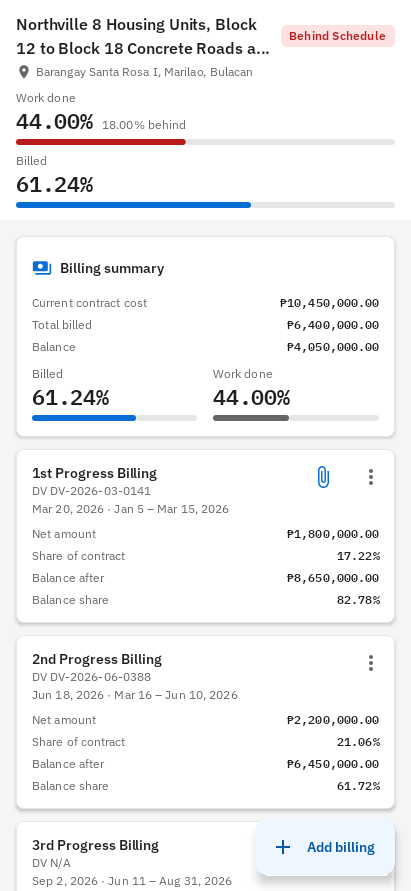 Northville 8 Housing Units, Block
12 to Block 18 Concrete Roads a...
Behind Schedule
Barangay Santa Rosa I, Marilao, Bulacan
Work done
44.00% 18.00% behind
Billed
61.24%
Billing summary
Current contract cost ₱10,450,000.00
Total billed ₱6,400,000.00
Balance ₱4,050,000.00
Billed Work done
61.24% 44.00%
1st Progress Billing
DV DV-2026-03-0141
Mar 20, 2026 · Jan 5 – Mar 15, 2026
Net amount ₱1,800,000.00
Share of contract 17.22%
Balance after ₱8,650,000.00
Balance share 82.78%
2nd Progress Billing
DV DV-2026-06-0388
Jun 18, 2026 · Mar 16 – Jun 10, 2026
Net amount ₱2,200,000.00
Share of contract 21.06%
Balance after ₱6,450,000.00
Balance share 61.72%
3rd Progress Billing
DV N/A
Sep 2, 2026 · Jun 11 – Aug 31, 2026
Add billing